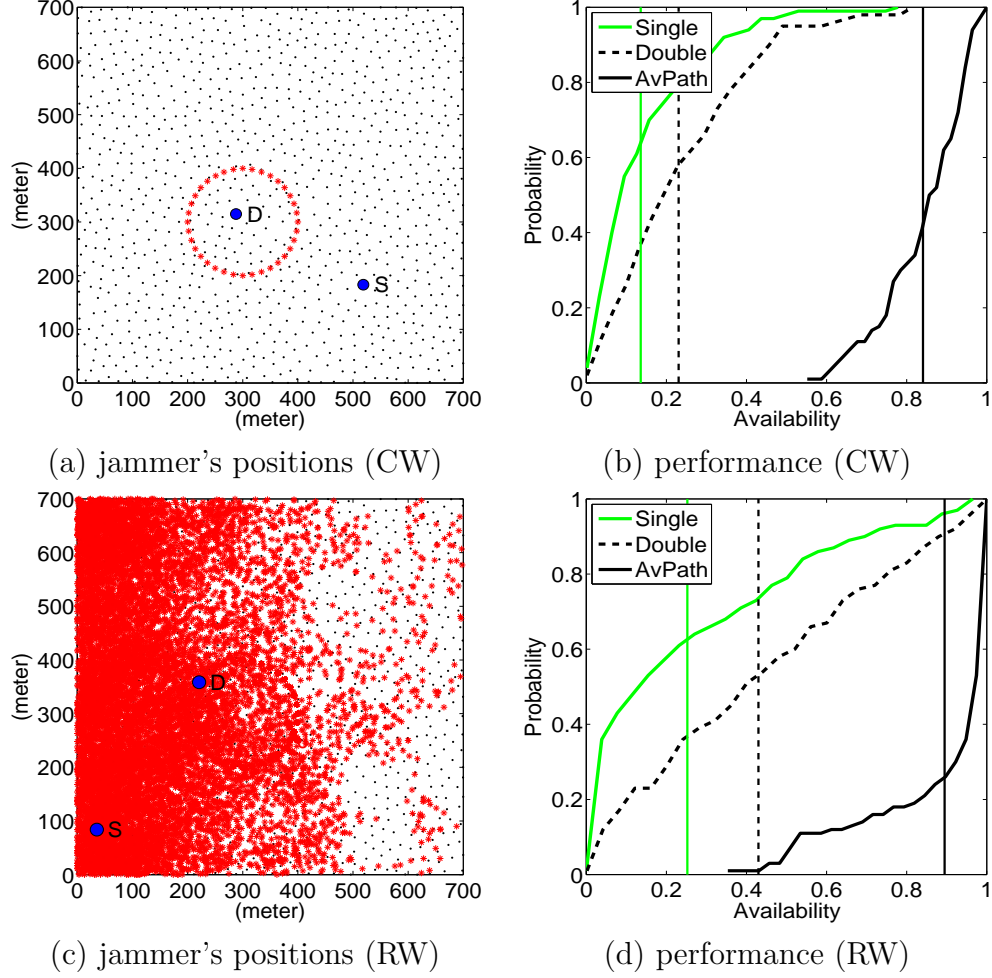 700
600
500
400
300
200
100
0
(meter)
D
S
0 100 200 300 400 500 600 700
(meter)
(a) jammer's positions (CW)
1
0.8
0.6
0.4
0.2
0
Probability
Single
Double
AvPath
0 0.2 0.4 0.6 0.8 1
Availability
(b) performance (CW)
700
600
500
400
300
200
100
0
(meter)
D
S
0 100 200 300 400 500 600 700
(meter)
(c) jammer's positions (RW)
1
0.8
0.6
0.4
0.2
0
Probability
Single
Double
AvPath
0 0.2 0.4 0.6 0.8 1
Availability
(d) performance (RW)